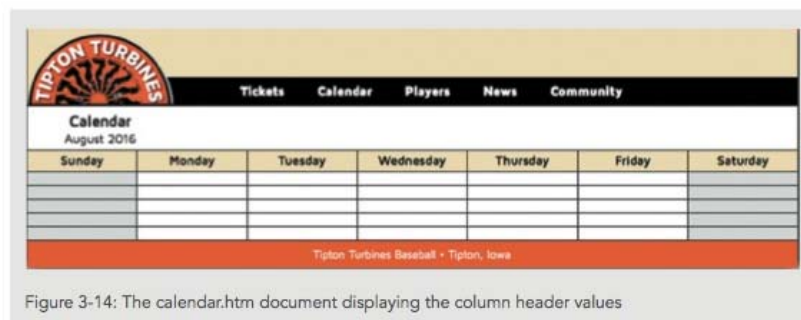 TIPTON TURBINES
Tickets Calendar Players News Community
Calendar
August 2016
Sunday Monday Tuesday Wednesday Thursday Friday Saturday
Tipton Turbines Baseball • Tipton, Iowa
Figure 3-14: The calendar.htm document displaying the column header values